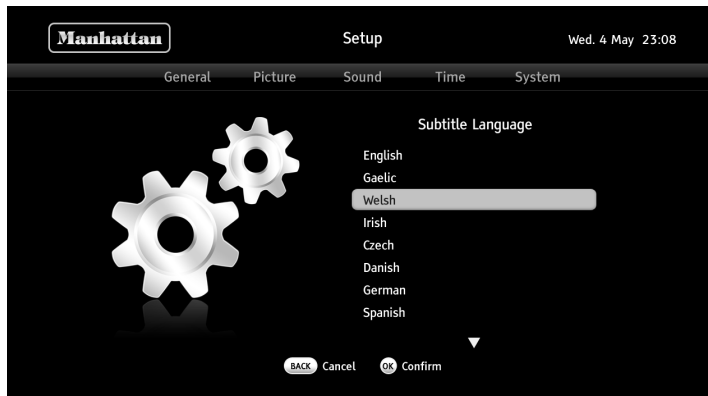 Manhattan
Setup
Wed. 4 May 23:08
General Picture Sound Time System
Subtitle Language
English
Gaelic
Welsh
Irish
Czech
Danish
German
Spanish
BACK Cancel OK Confirm